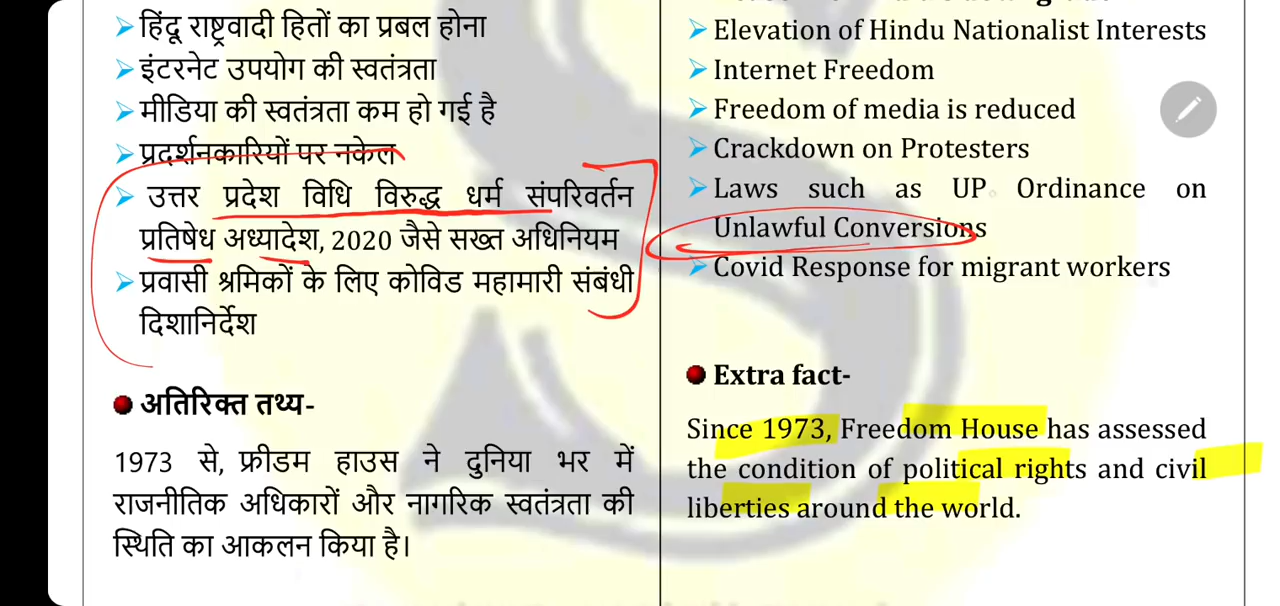 हिंदू राष्ट्रवादी हितों का प्रबल होना
इंटरनेट उपयोग की स्वतंत्रता
मीडिया की स्वतंत्रता कम हो गई है
प्रदर्शनकारियों पर नकेल
उत्तर प्रदेश विधि विरुद्ध धर्म संपरिवर्तन
प्रतिषेध अध्यादेश, 2020 जैसे सख्त अधिनियम
प्रवासी श्रमिकों के लिए कोविड महामारी संबंधी
दिशानिर्देश
अतिरिक्त तथ्य-
1973 से, फ्रीडम हाउस ने दुनिया भर में
राजनीतिक अधिकारों और नागरिक स्वतंत्रता की
स्थिति का आकलन किया है।
Elevation of Hindu Nationalist Interests
Internet Freedom
Freedom of media is reduced
Crackdown on Protesters
Laws such as UP Ordinance on
Unlawful Conversions
Covid Response for migrant workers
Extra fact-
Since 1973, Freedom House has assessed
the condition of political rights and civil
liberties around the world.